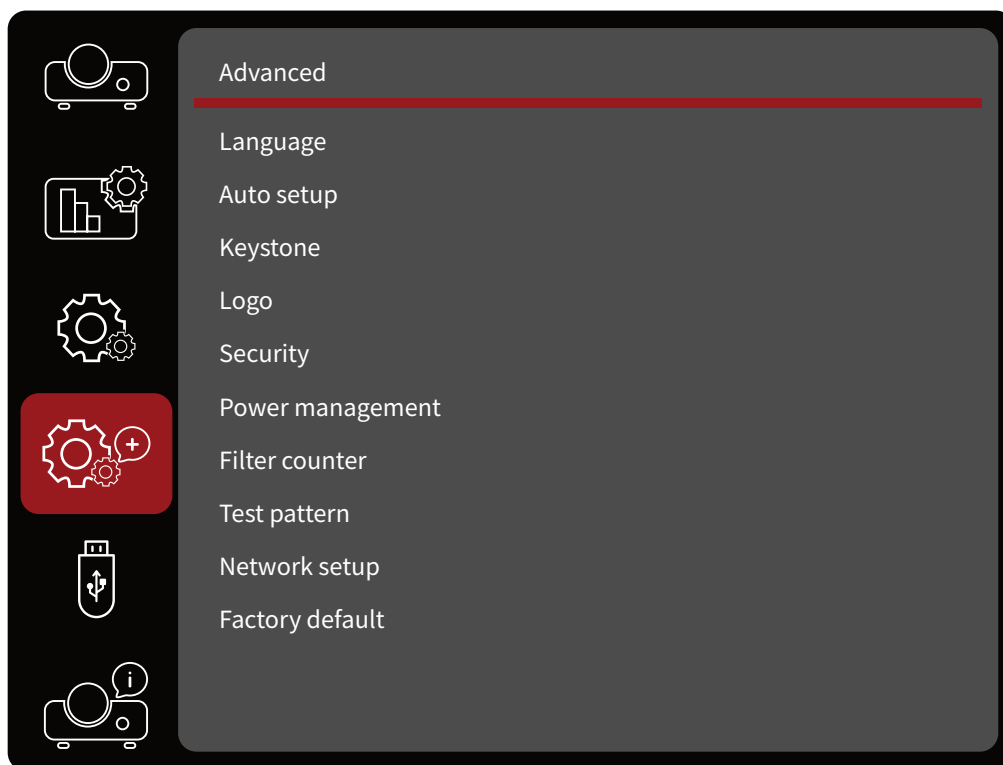 Advanced
Language
Auto setup
Keystone
Logo
Security
Power management
Filter counter
Test pattern
Network setup
Factory default